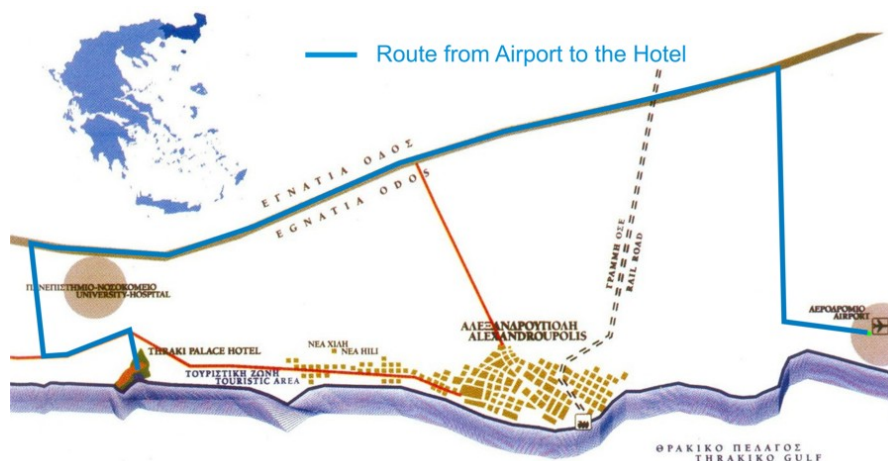 Route from Airport to the Hotel
ΕΓΝΑΤΙΑ ΟΔΟΣ
EGNATIA ODOS
ΓΡΑΜΜΗ ΟΣΕ
RAIL ROAD
ΠΑΝΕΠΙΣΤΗΜΙΟ-ΝΟΣΟΚΟΜΕΙΟ
UNIVERSITY-HOSPITAL
ΑΕΡΟΔΡΟΜΙΟ
AIRPORT
ΑΛΕΞΑΝΔΡΟΥΠΟΛΗ
ALEXANDROUPOLIS
THRAKI PALACE HOTEL
ΝΕΑ ΧΙΛΗ
NEA HILI
ΤΟΥΡΙΣΤΙΚΗ ΖΩΝΗ
TOURISTIC AREA
ΘΡΑΚΙΚΟ ΠΕΛΑΓΟΣ
THRAKIKO GULF